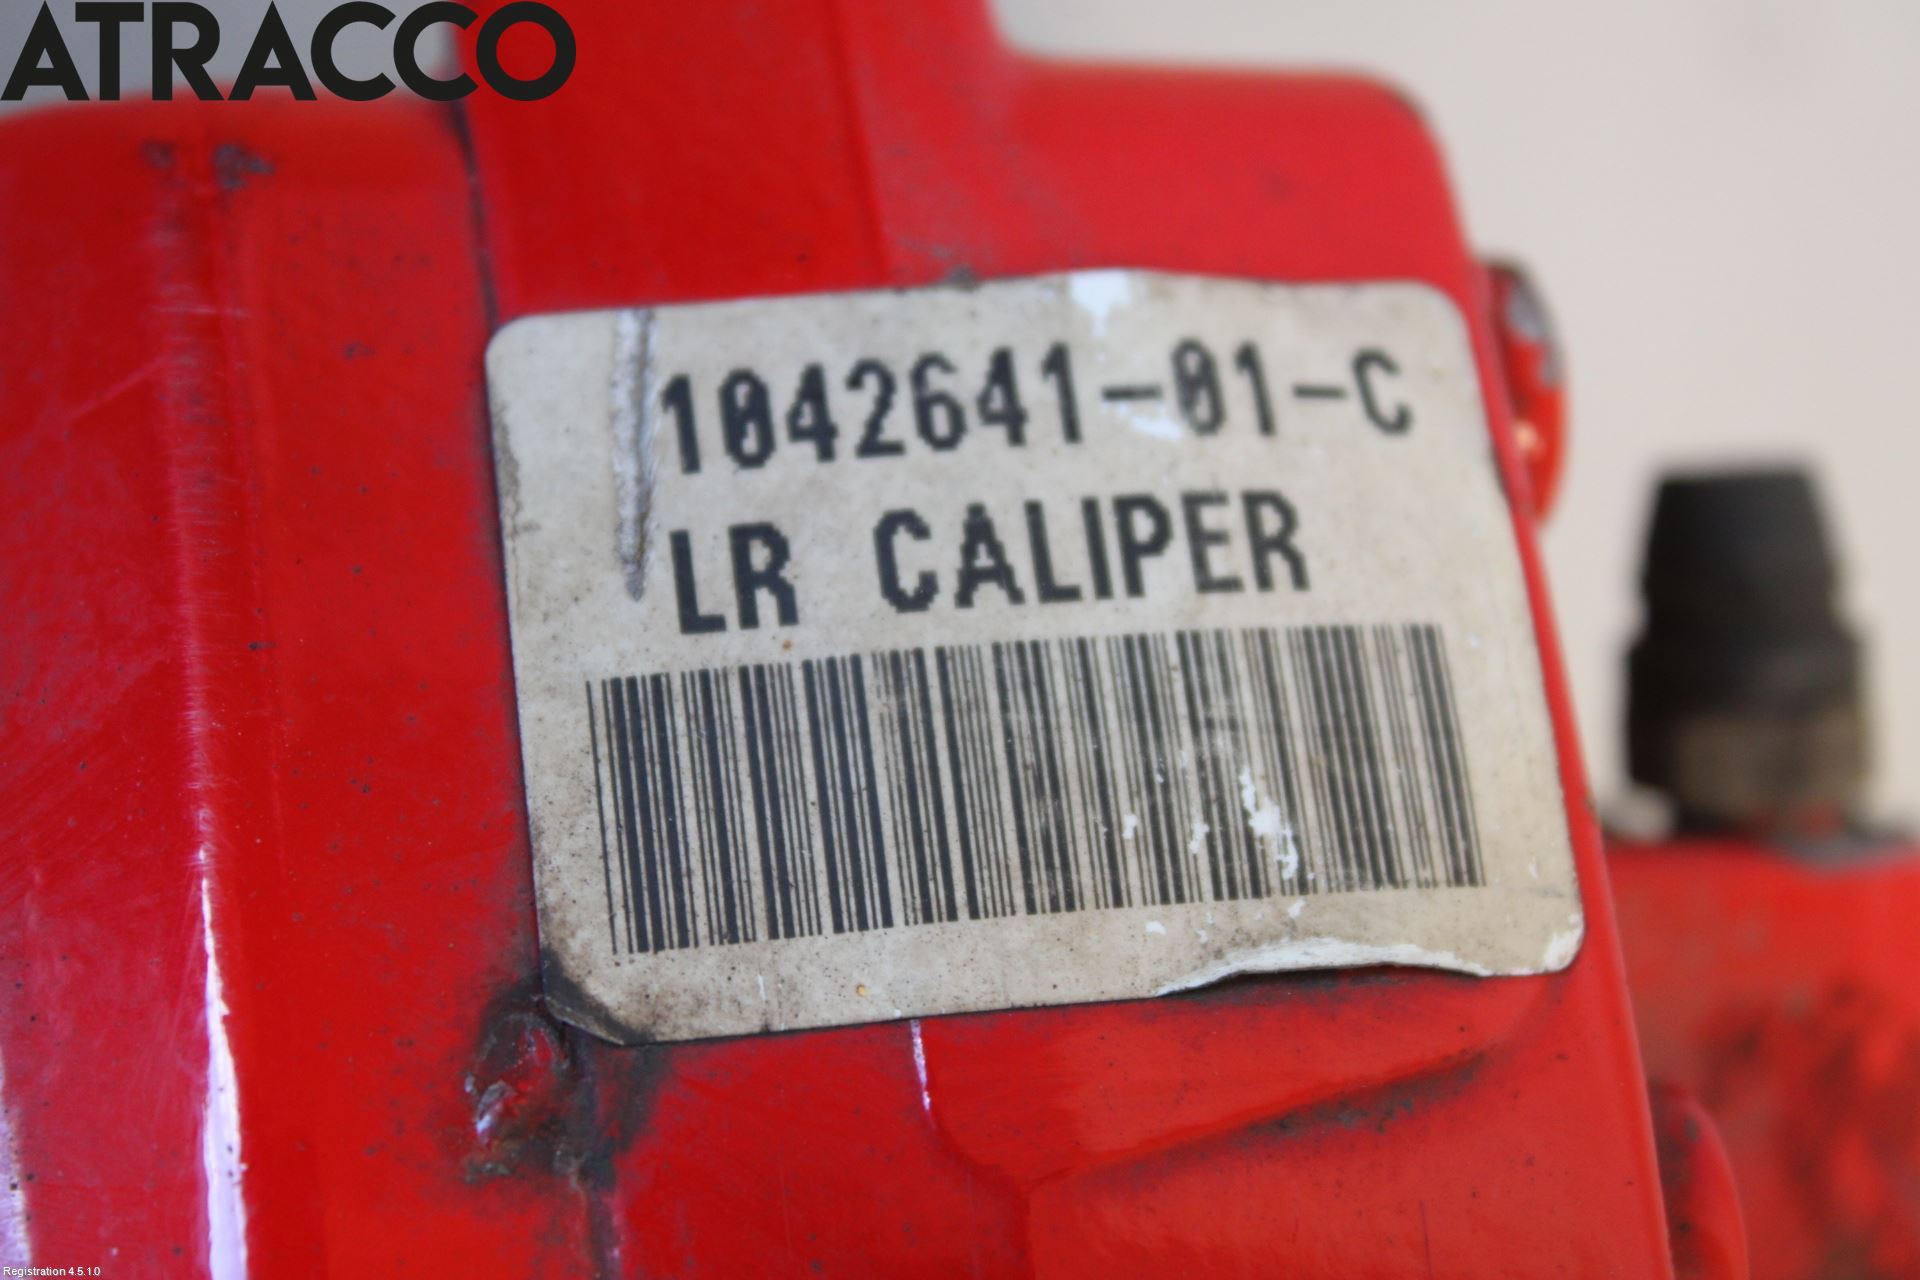 ATRACCO
1042641-01-C
LR CALIPER
Registration 4.5.1.0